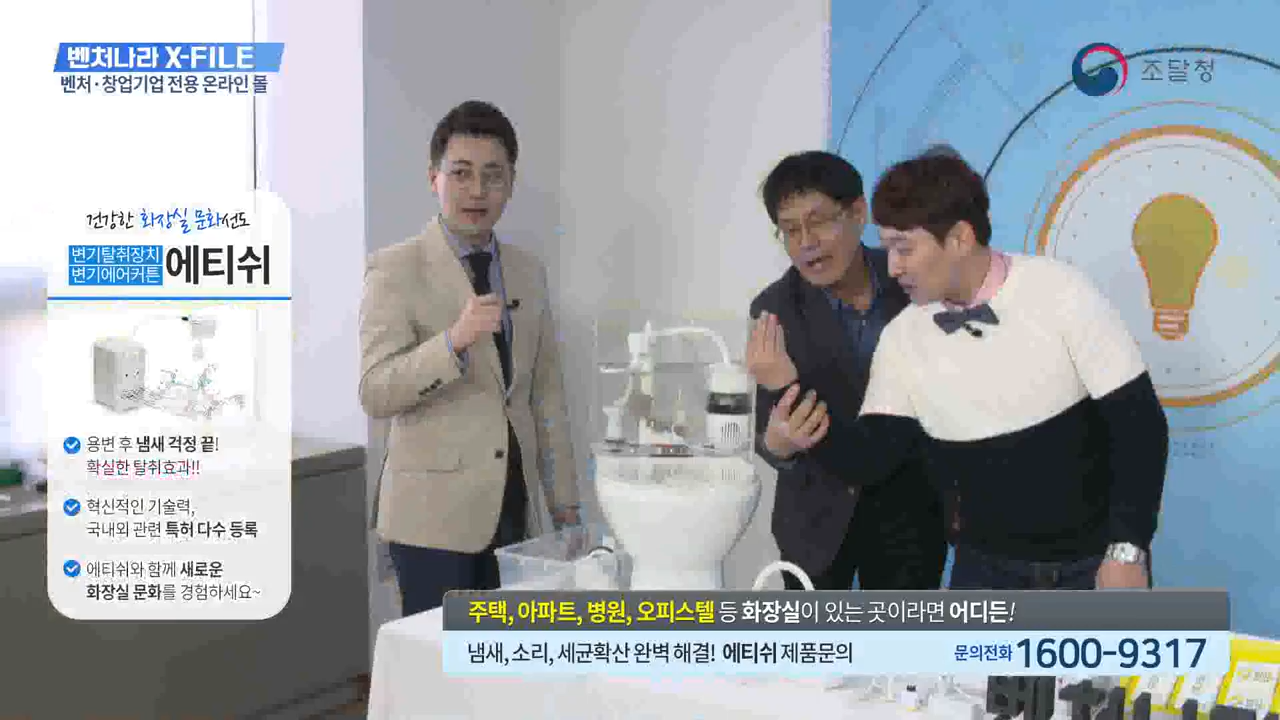 벤처나라 X-FILE
벤처·창업기업 전용 온라인 몰
조달청
건강한 화장실 문화선도
변기탈취장치
변기에어커튼
에티쉬
용변 후 냄새 걱정 끝!
확실한 탈취효과!!
혁신적인 기술력,
국내외 관련 특허 다수 등록
에티쉬와 함께 새로운
화장실 문화를 경험하세요~
주택, 아파트, 병원, 오피스텔 등 화장실이 있는 곳이라면 어디든!
냄새, 소리, 세균확산 완벽 해결! 에티쉬 제품문의
문의전화 1600-9317